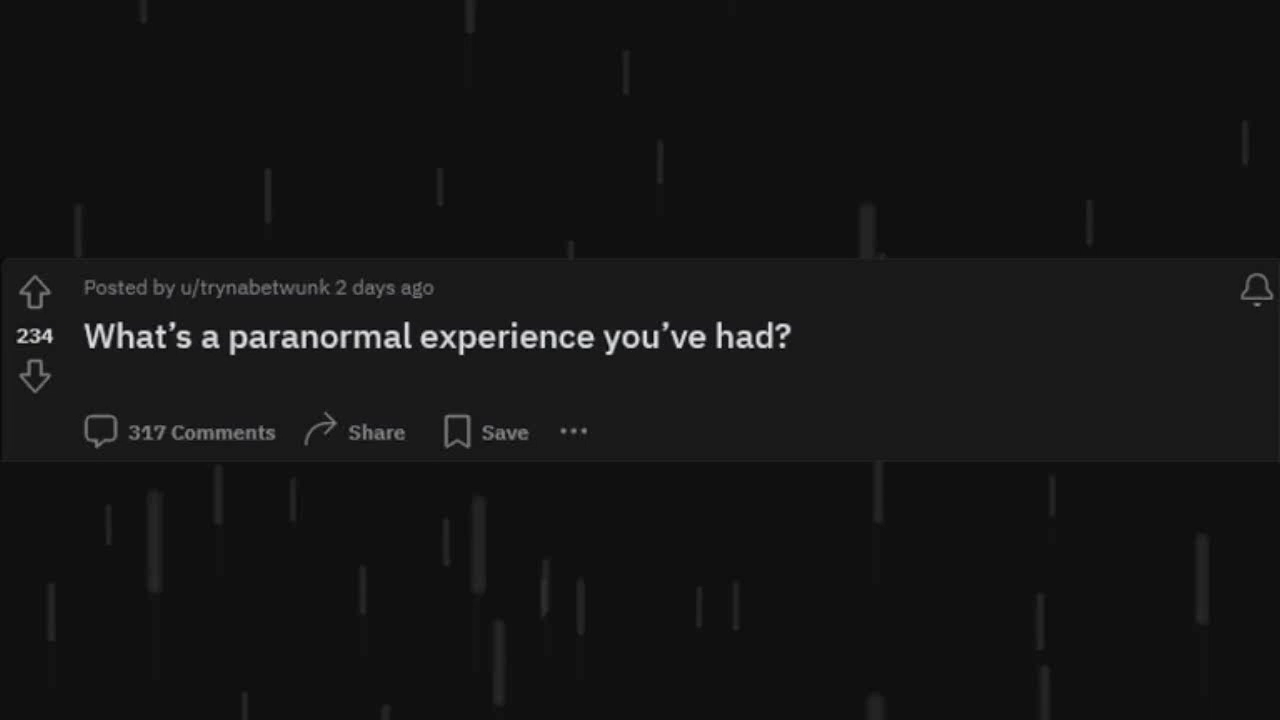 Posted by u/trynabetwunk 2 days ago
234
What’s a paranormal experience you’ve had?
317 Comments Share Save